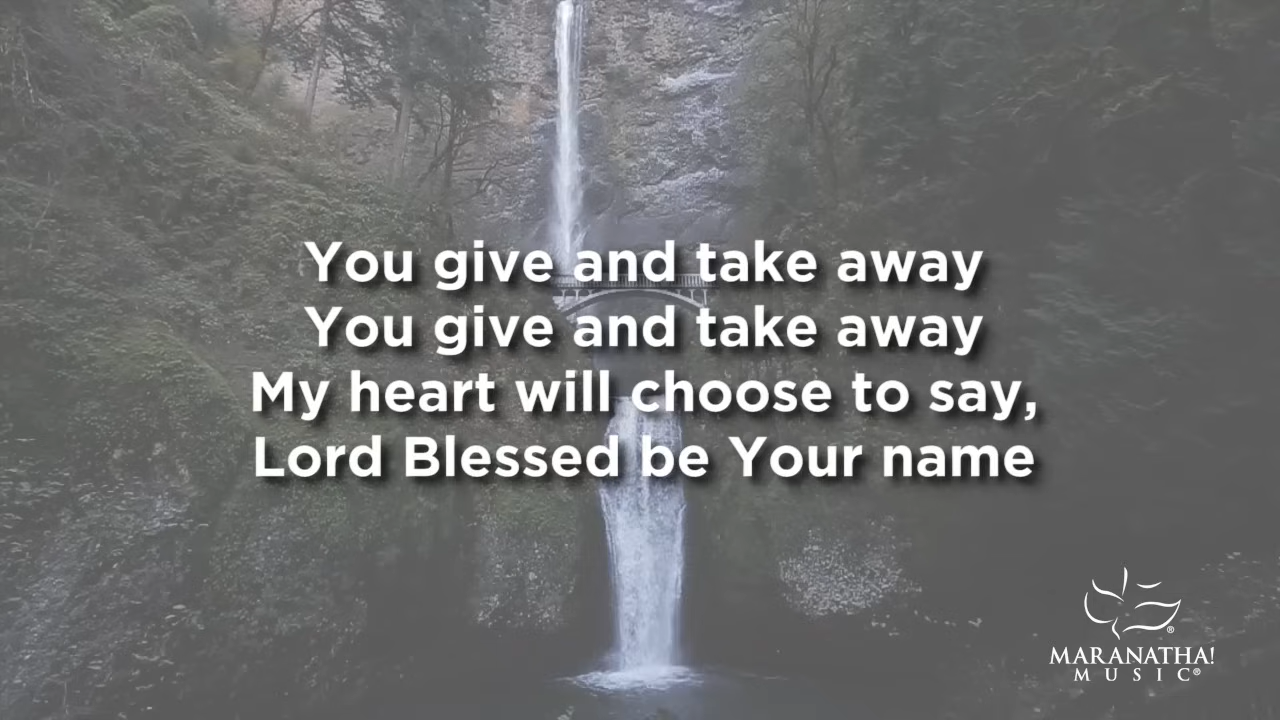 You give and take away
You give and take away
My heart will choose to say,
Lord Blessed be Your name
MARANATHA!
MUSIC®